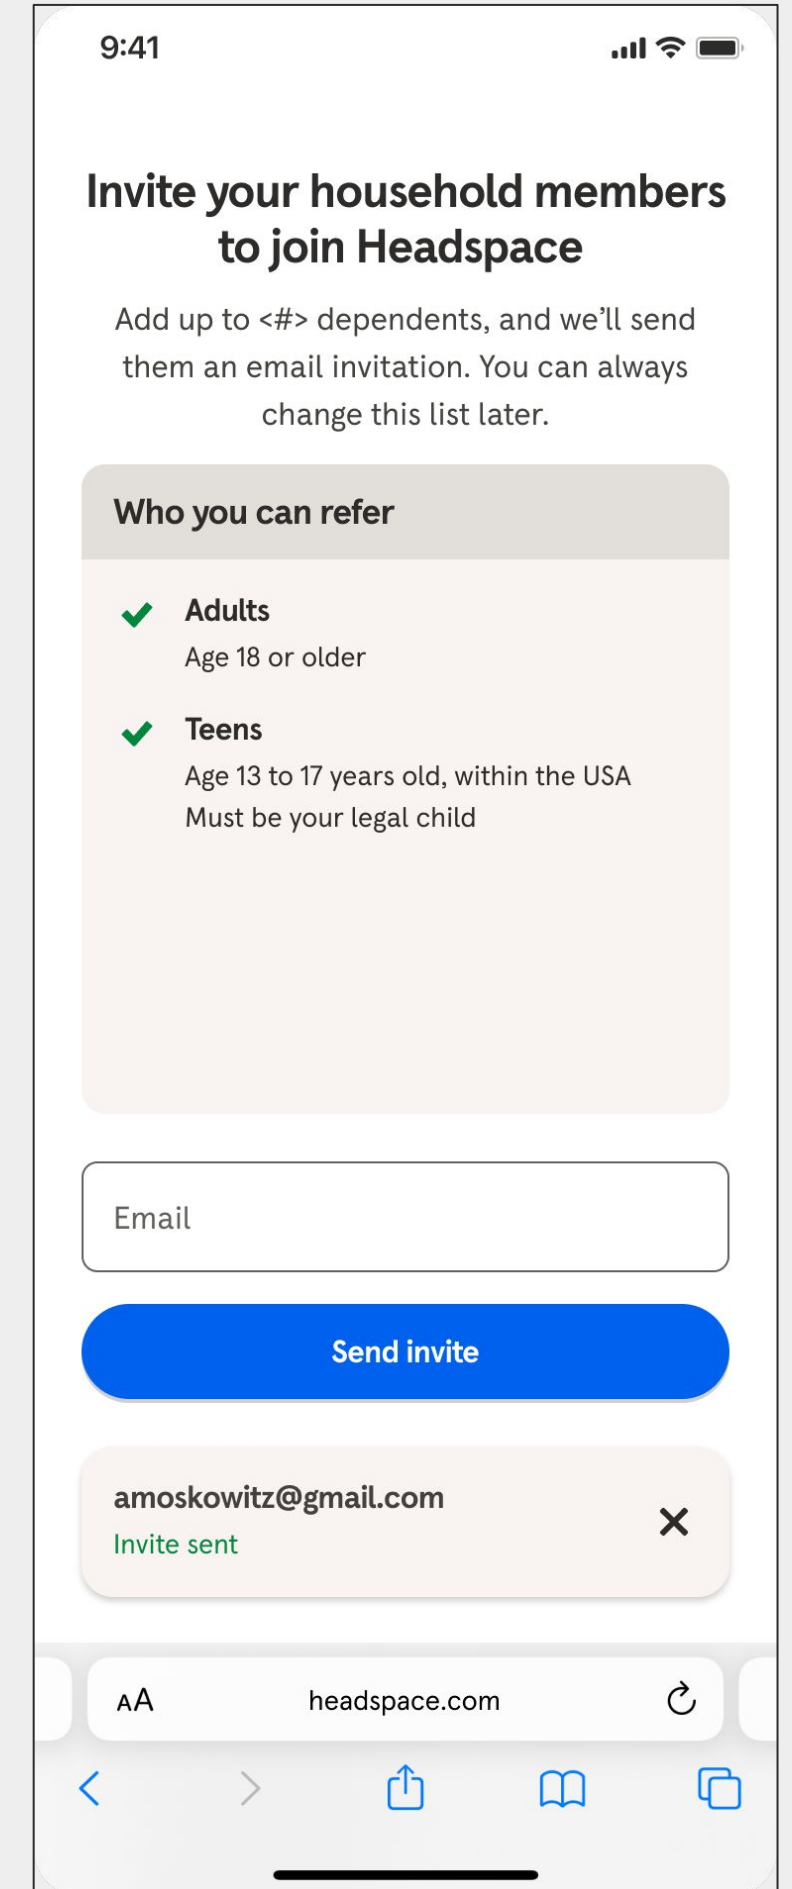 9:41
Invite your household members
to join Headspace
Add up to <#> dependents, and we’ll send
them an email invitation. You can always
change this list later.
Who you can refer
Adults
Age 18 or older
Teens
Age 13 to 17 years old, within the USA
Must be your legal child
Email
Send invite
amoskowitz@gmail.com
Invite sent
AA headspace.com